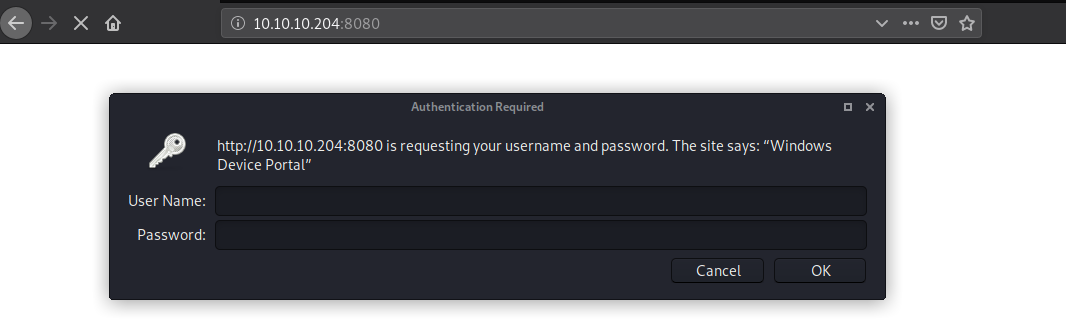 10.10.10.204:8080
Authentication Required
http://10.10.10.204:8080 is requesting your username and password. The site says: “Windows
Device Portal”
User Name:
Password:
Cancel OK